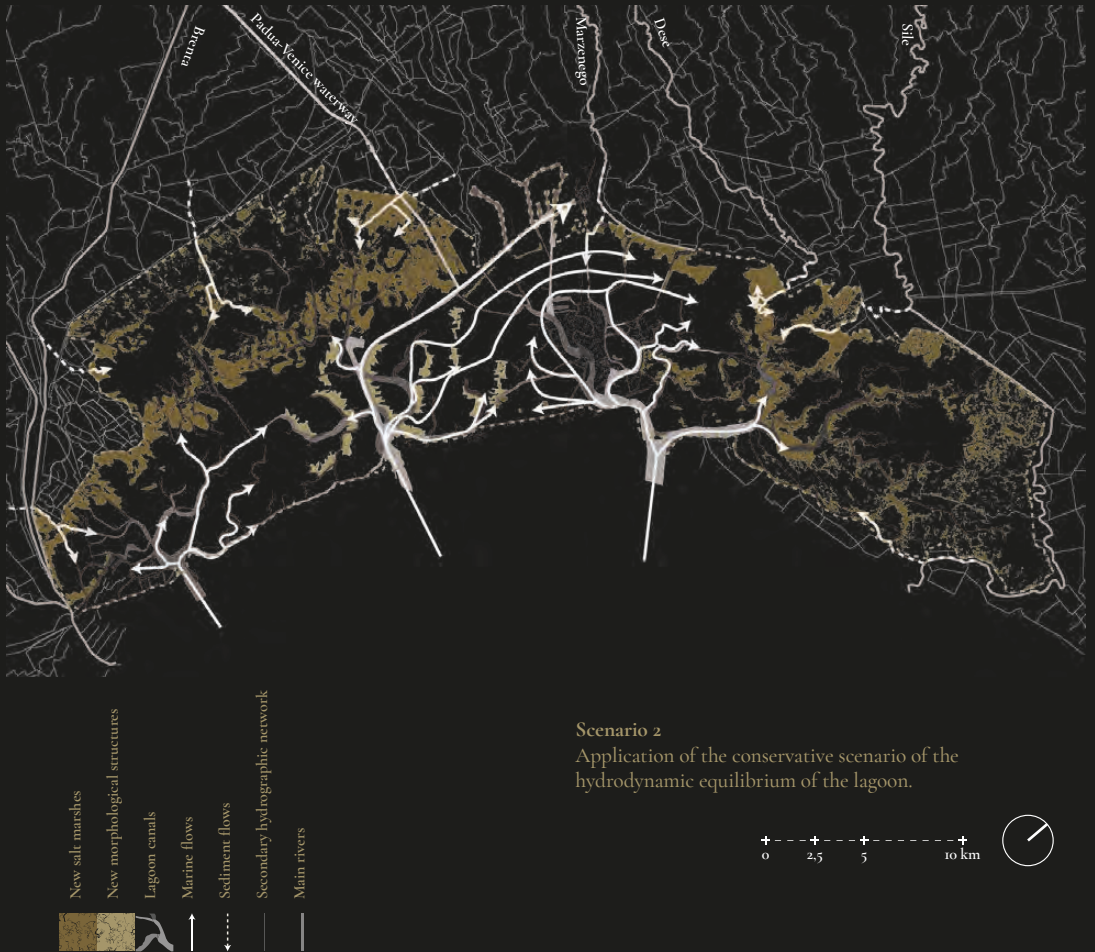 Brenta
Padua-Venice waterway
Marzenego
Dese
Sile
New salt marshes
New morphological structures
Lagoon canals
Marine flows
Sediment flows
Secondary hydrographic network
Main rivers
Scenario 2
Application of the conservative scenario of the
hydrodynamic equilibrium of the lagoon.
0 2,5 5 10 km